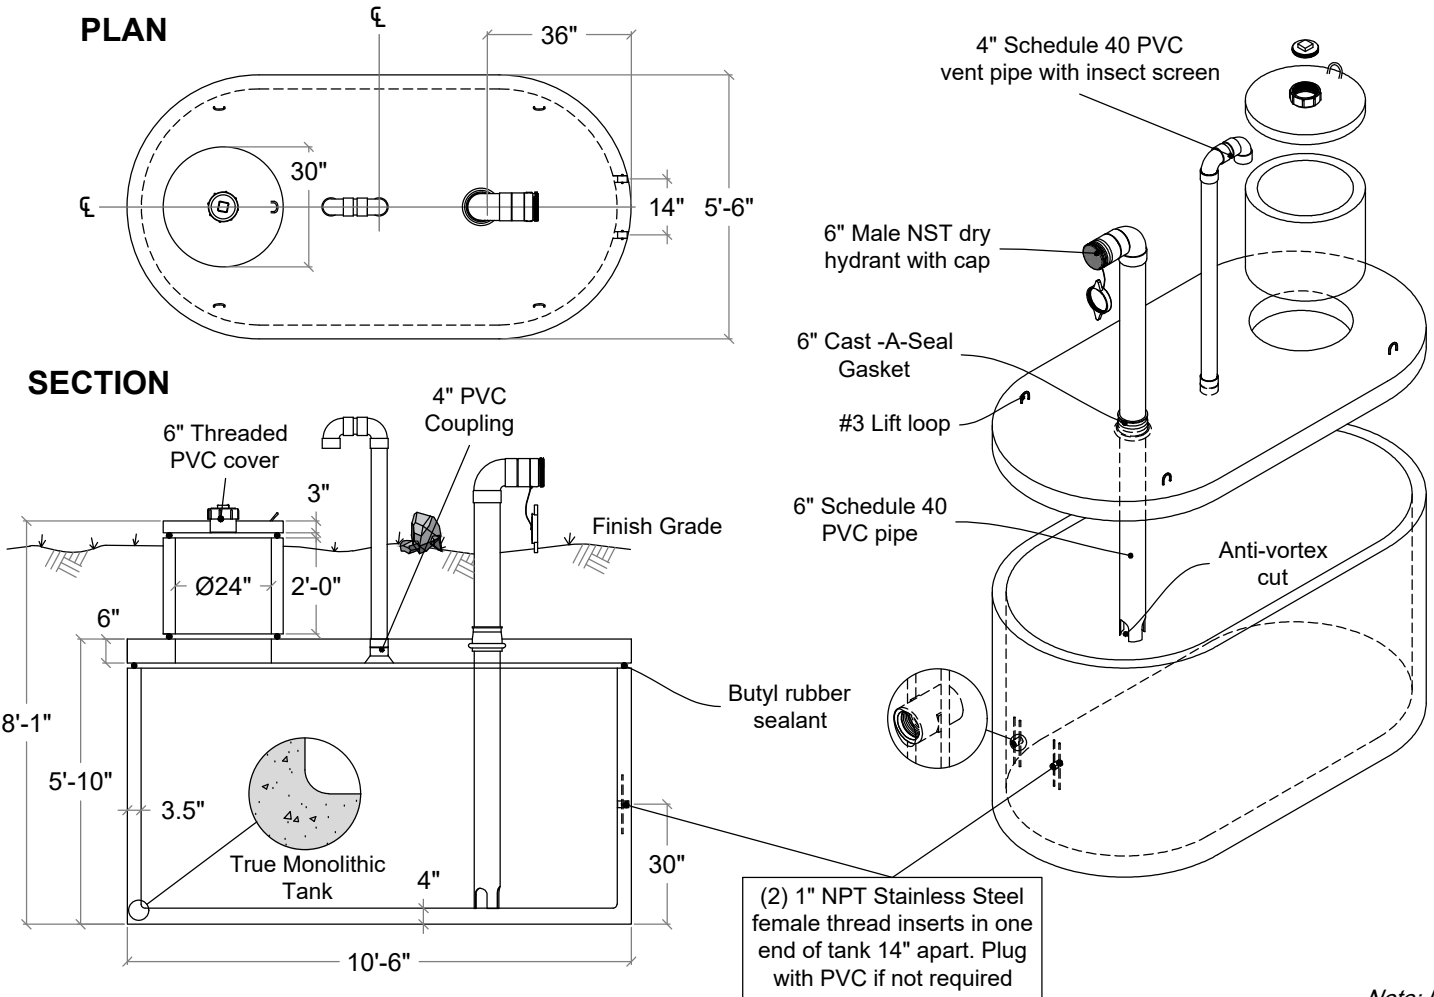 PLAN
℄
36"
30"
℄
14"
5'-6"
SECTION
4" PVC
Coupling
6" Threaded
PVC cover
3"
Finish Grade
Ø24"
2'-0"
6"
Butyl rubber
sealant
8'-1"
5'-10"
3.5"
True Monolithic
Tank
4"
30"
10'-6"
(2) 1" NPT Stainless Steel
female thread inserts in one
end of tank 14" apart. Plug
with PVC if not required
4" Schedule 40 PVC
vent pipe with insect screen
6" Male NST dry
hydrant with cap
6" Cast -A-Seal
Gasket
#3 Lift loop
6" Schedule 40
PVC pipe
Anti-vortex
cut